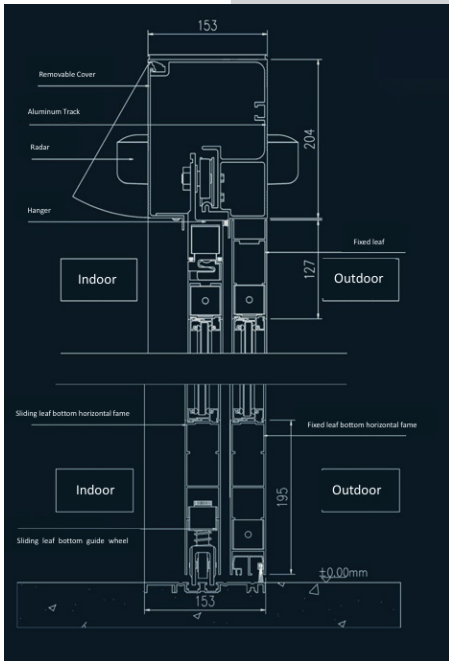 153
Removable Cover
Aluminum Track
Radar
204
Hanger
Fixed leaf
127
Indoor
Outdoor
Sliding leaf bottom horizontal fame
Fixed leaf bottom horizontal fame
Indoor
195
Outdoor
Sliding leaf bottom guide wheel
±0.00mm
153